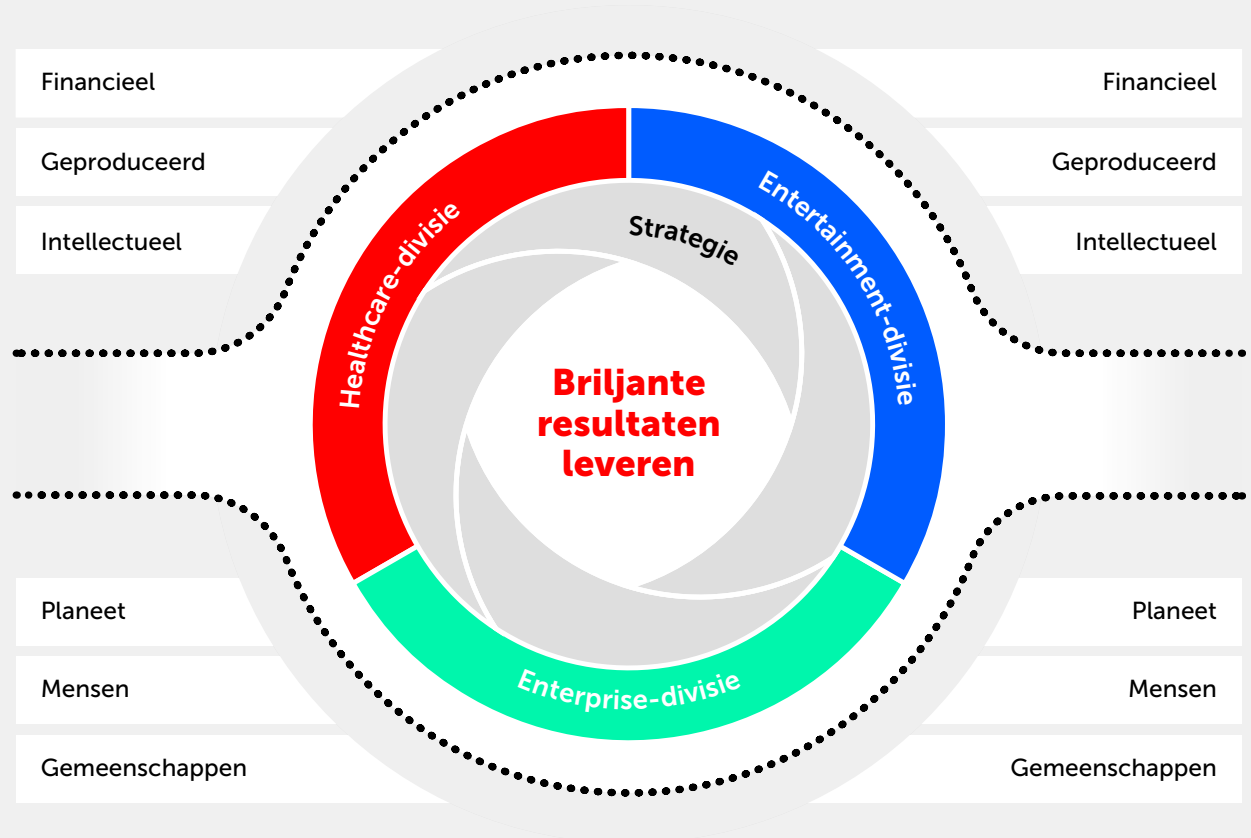 Financieel
Geproduceerd
Intellectueel
Planeet
Mensen
Gemeenschappen
Healthcare-divisie
Entertainment-divisie
Enterprise-divisie
Strategie
Briljante
resultaten
leveren
Financieel
Geproduceerd
Intellectueel
Planeet
Mensen
Gemeenschappen